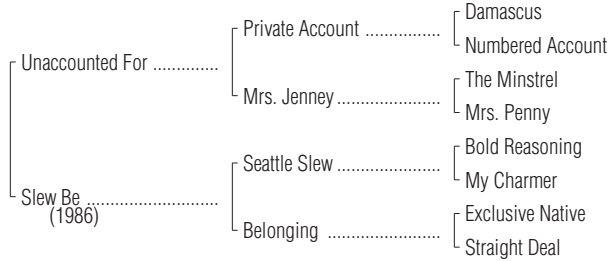 Damascus
Private Account ..................
Numbered Account
Unaccounted For ..............
The Minstrel
Mrs. Jenney.........................
Mrs. Penny
Bold Reasoning
Seattle Slew ........................
My Charmer
Slew Be ................................
(1986)
Exclusive Native
Belonging ...........................
Straight Deal